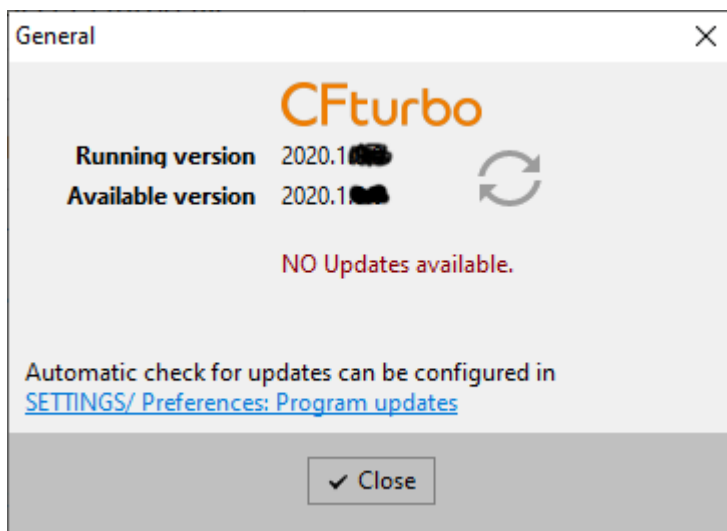 General
CFturbo
Running version 2020.1
Available version 2020.1
NO Updates available.
Automatic check for updates can be configured in
SETTINGS/ Preferences: Program updates
Close